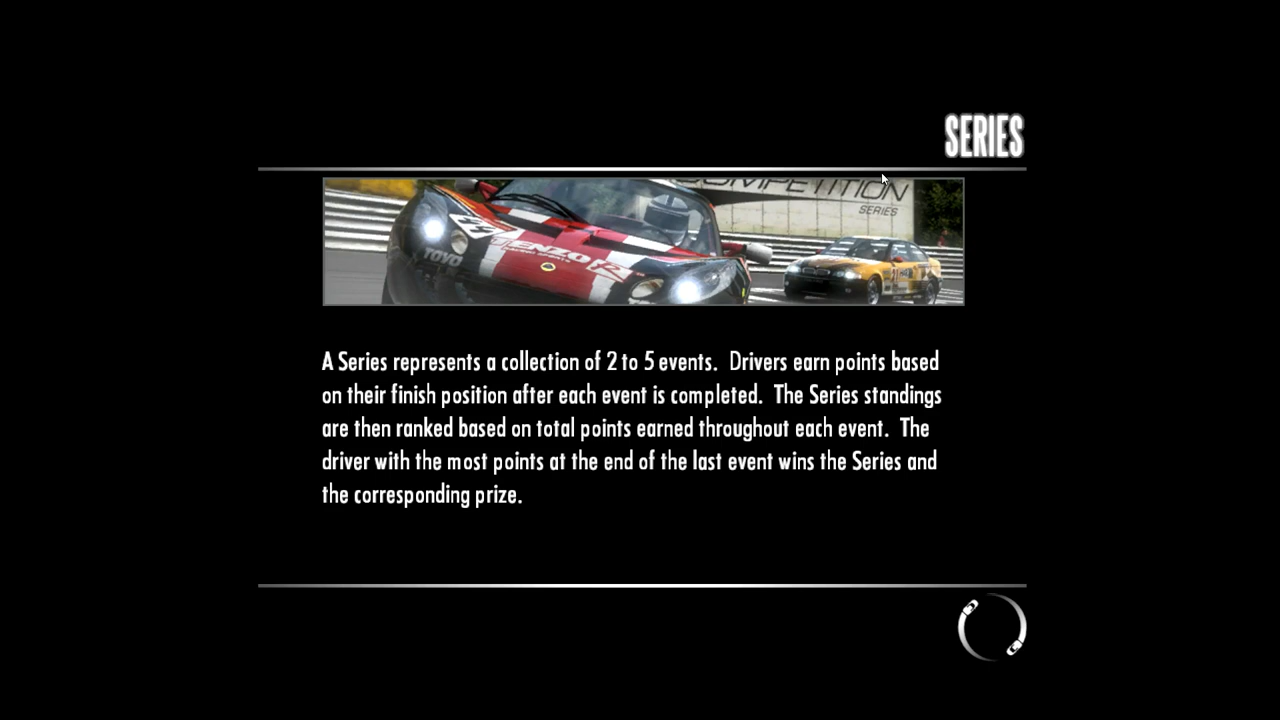 SERIES
COMPETITION
SERIES
44
TENZO R
TOYO
A Series represents a collection of 2 to 5 events.  Drivers earn points based
on their finish position after each event is completed.  The Series standings
are then ranked based on total points earned throughout each event.  The
driver with the most points at the end of the last event wins the Series and
the corresponding prize.